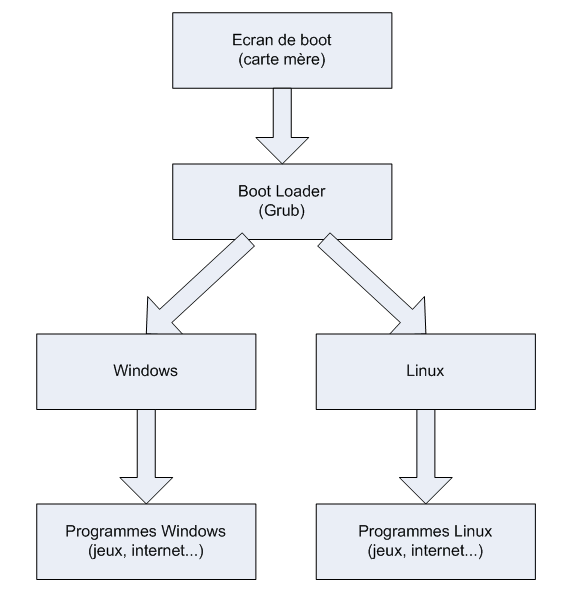 Ecran de boot
(carte mère)
Boot Loader
(Grub)
Windows
Linux
Programmes Windows
(jeux, internet...)
Programmes Linux
(jeux, internet...)